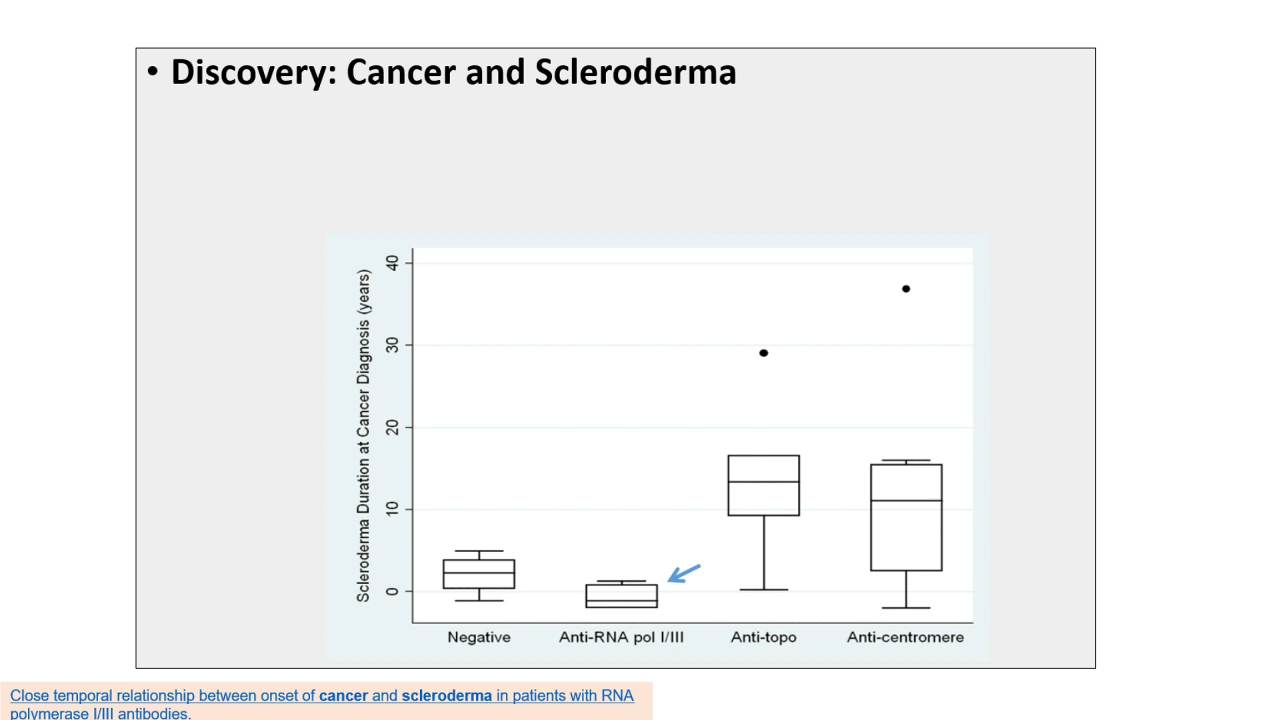 • Discovery: Cancer and Scleroderma
Scleroderma Duration at Cancer Diagnosis (years)
40
30
20
10
0
Negative
Anti-RNA pol I/III
Anti-topo
Anti-centromere
Close temporal relationship between onset of cancer and scleroderma in patients with RNA
polymerase I/III antibodies.